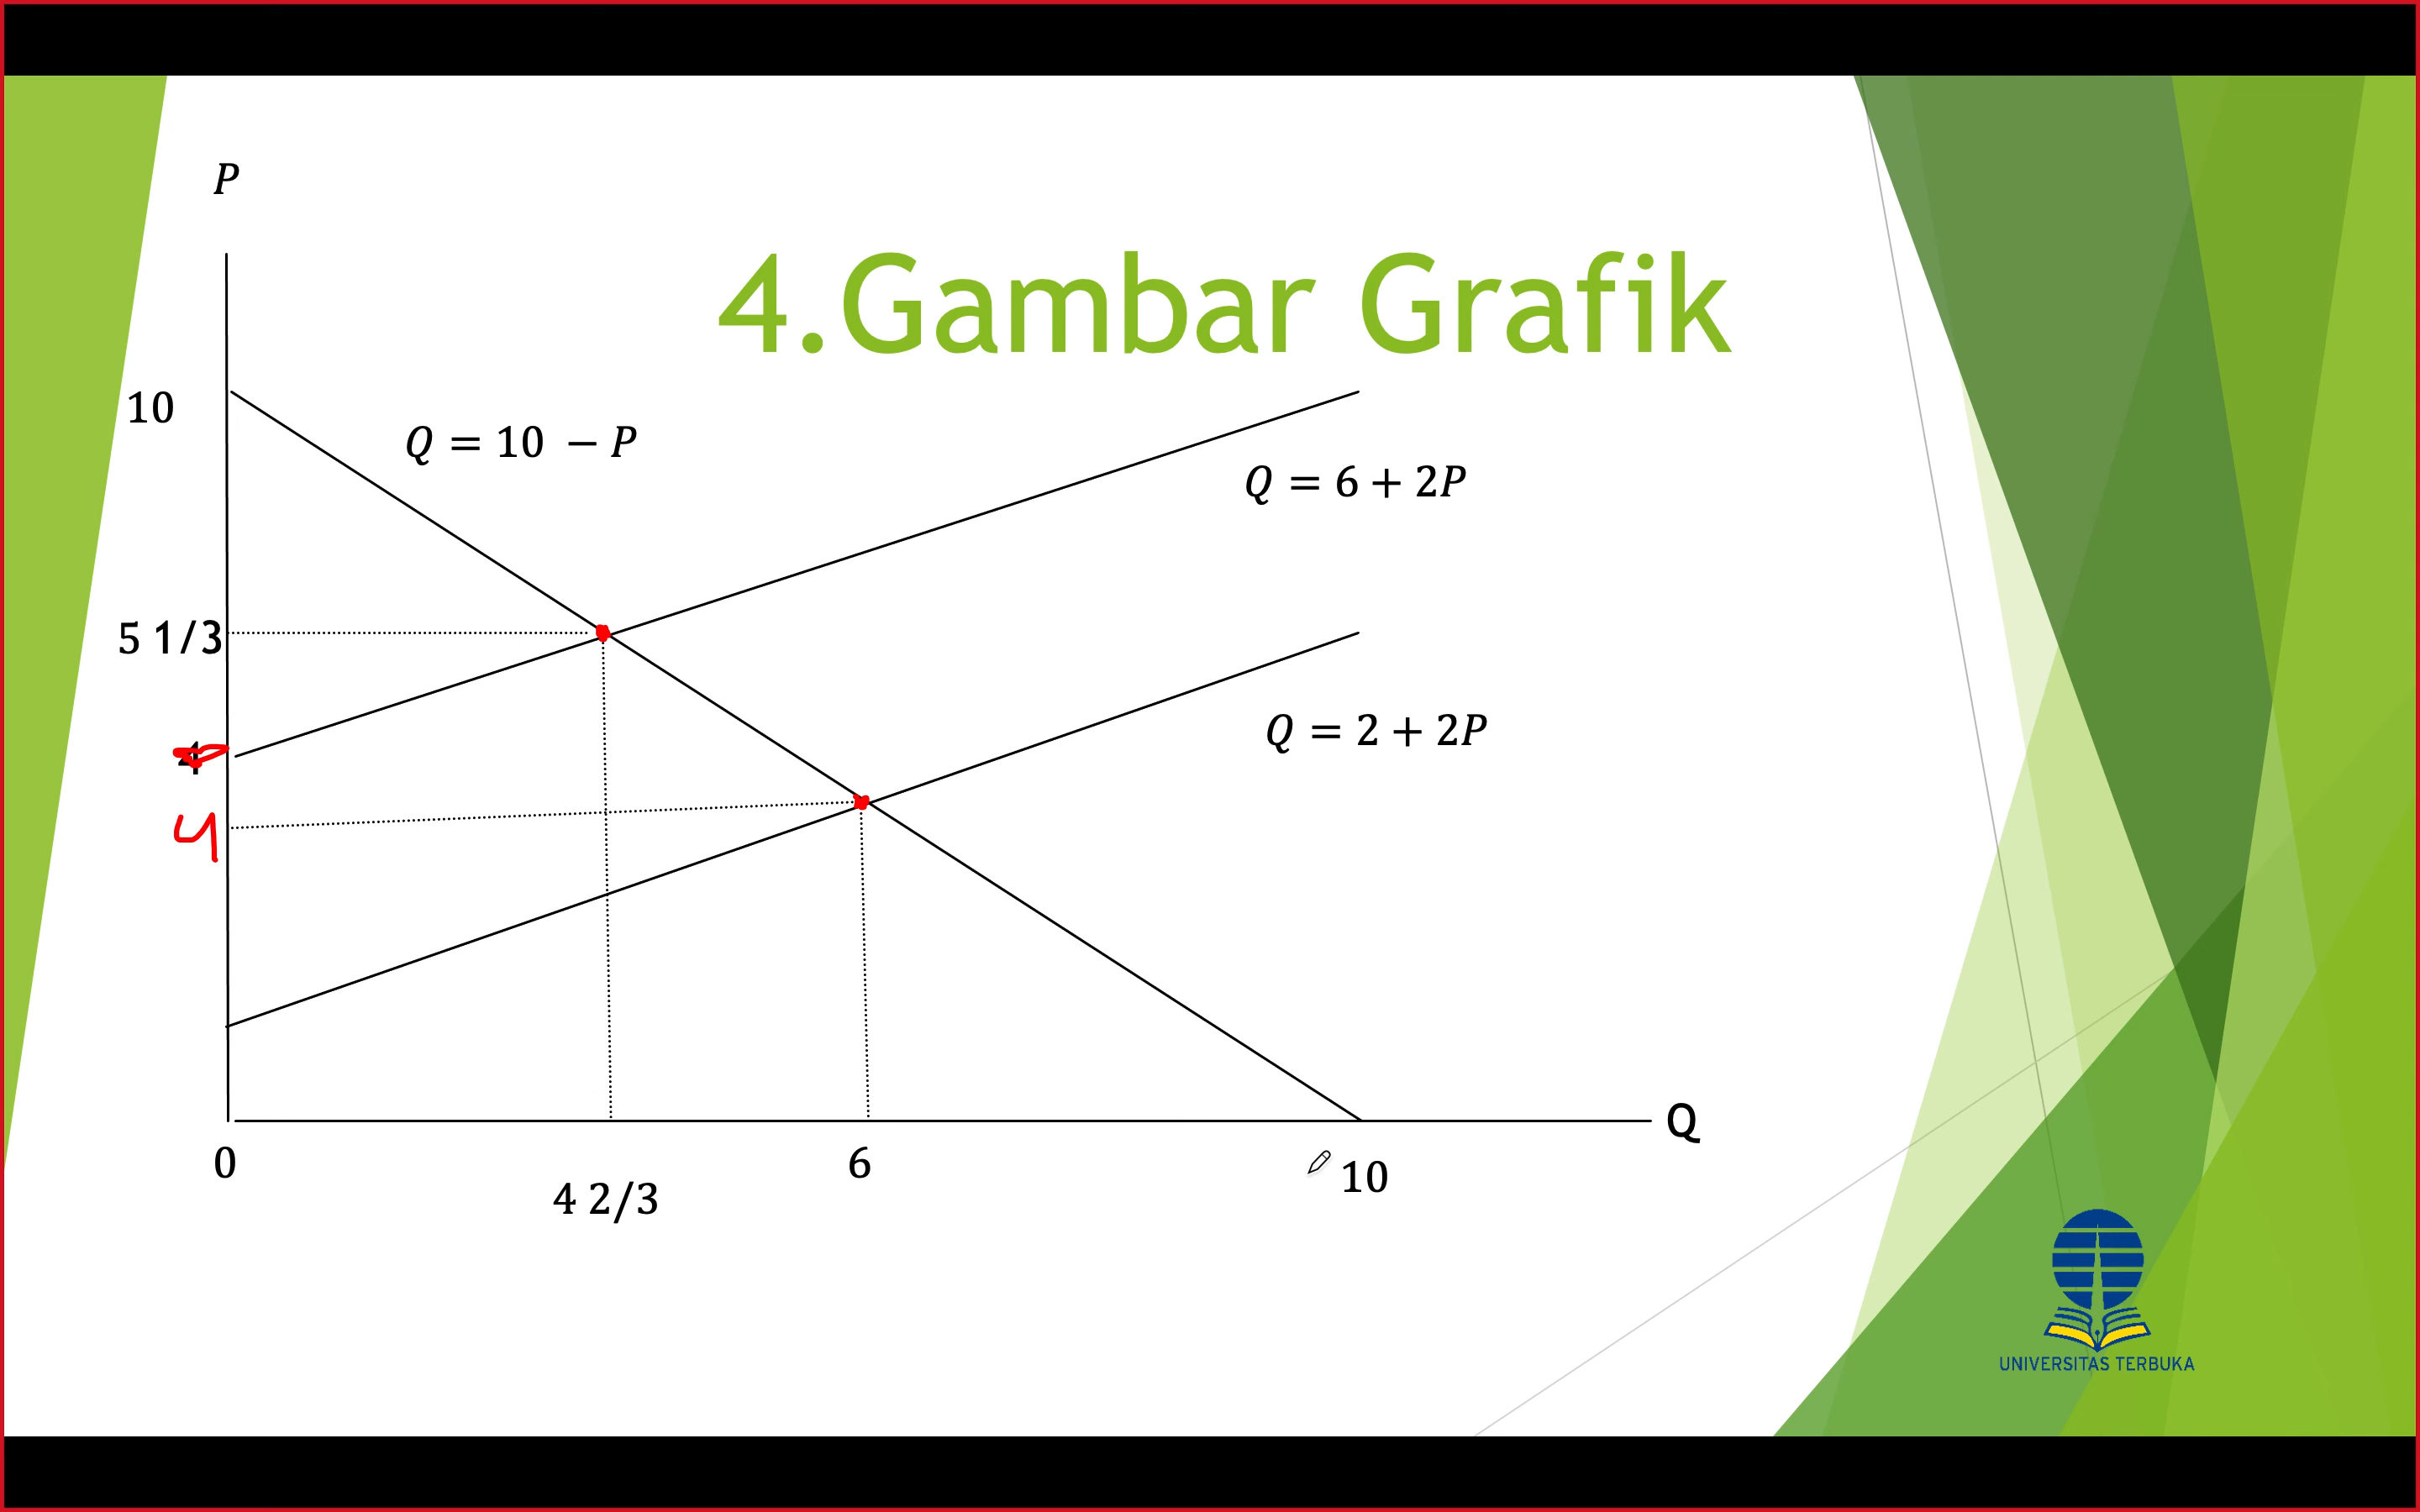 P
4.Gambar Grafik
10
Q = 10 − P
Q = 6 + 2P
5 1/3
Q = 2 + 2P
4
4
Q
0
6
10
4 2/3
UNIVERSITAS TERBUKA